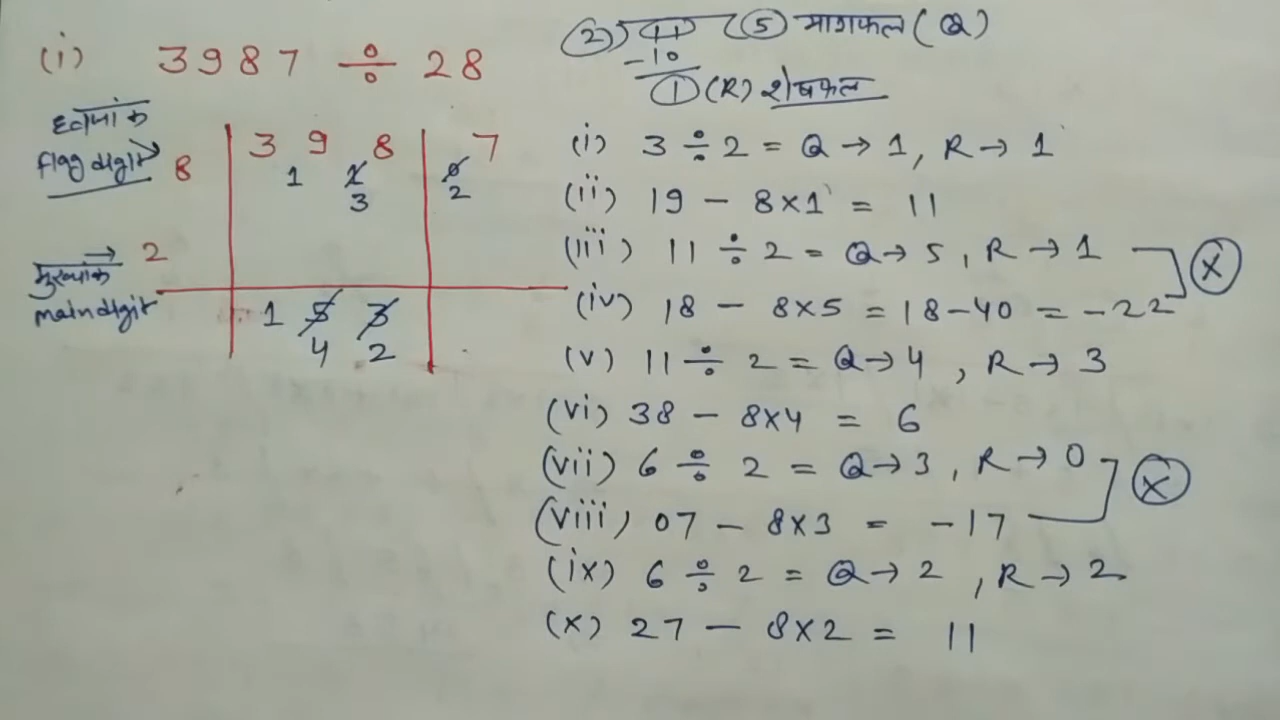 (i) 3987 ÷ 28
ध्वजांक
flag digit → 8
3 9 8 7
1 1 0
3 2
मुख्यांक → 2
main digit
1 5 3
4 2
2) 11 (5 भागफल (Q)
-10
1 (R) शेषफल
(i) 3 ÷ 2 = Q → 1, R → 1
(ii) 19 - 8×1 = 11
(iii) 11 ÷ 2 = Q → 5, R → 1
(iv) 18 - 8×5 = 18-40 = -22
X
(v) 11 ÷ 2 = Q → 4, R → 3
(vi) 38 - 8×4 = 6
(vii) 6 ÷ 2 = Q → 3, R → 0
(viii) 07 - 8×3 = -17
X
(ix) 6 ÷ 2 = Q → 2, R → 2
(x) 27 - 8×2 = 11